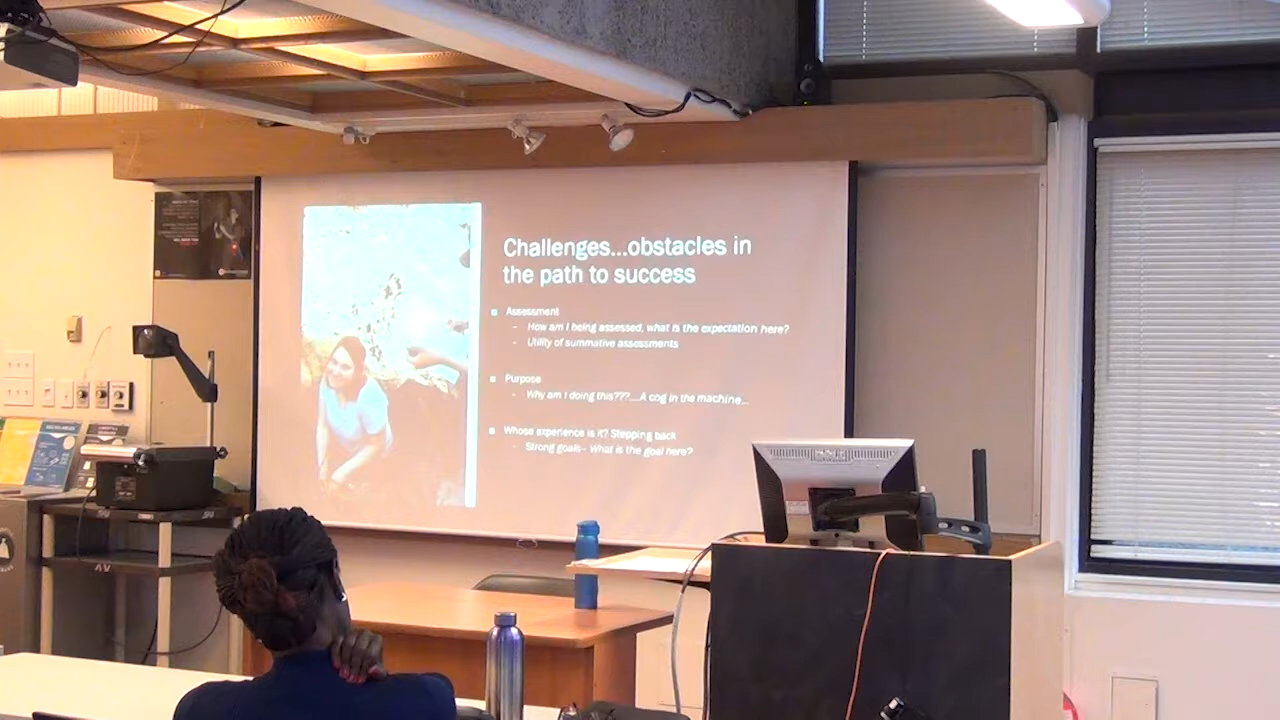 Challenges...obstacles in
the path to success
Assessment
- How am I being assessed, what is the expectation here?
- Utility of summative assessments
Purpose
- Why am I doing this???....A cog in the machine...
Whose experience is it? Stepping back
Strong goals- What is the goal here?